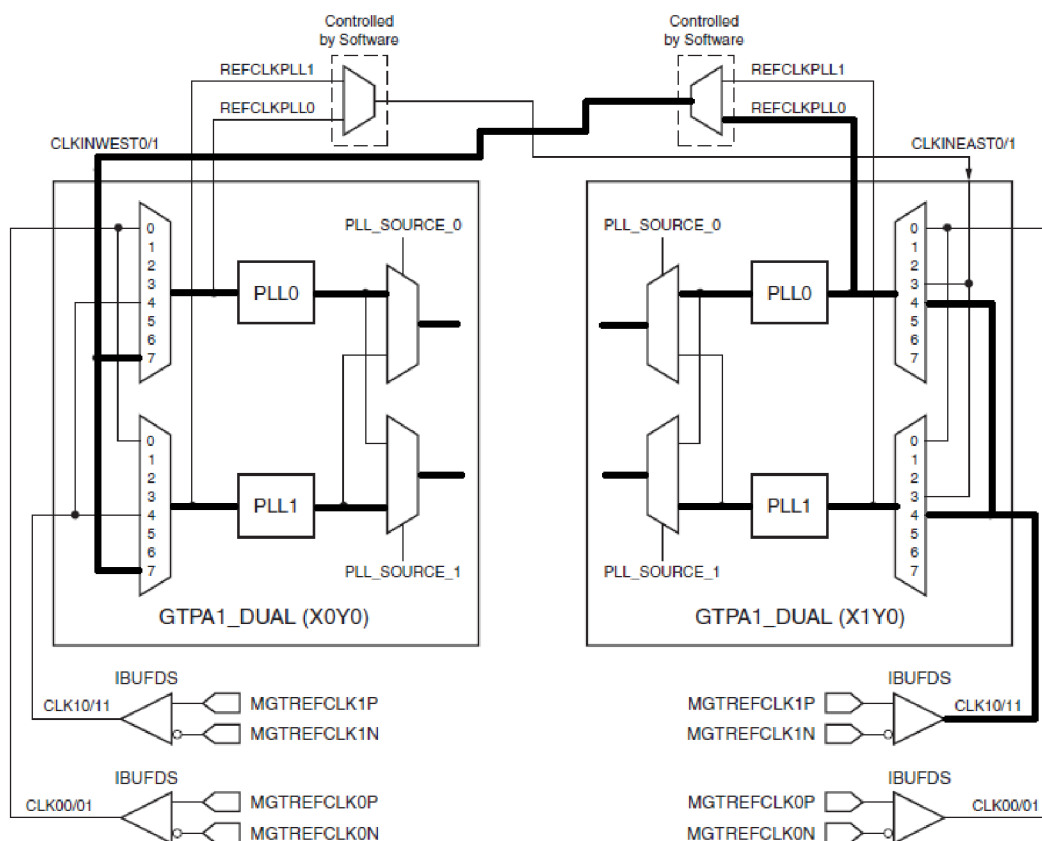 Controlled
by Software
Controlled
by Software
REFCLKPLL1
REFCLKPLL1
REFCLKPLL0
REFCLKPLL0
CLKINWEST0/1
CLKINEAST0/1
0
1
2
3
4
5
6
7
PLL_SOURCE_0
PLL0
PLL_SOURCE_0
PLL0
0
1
2
3
4
5
6
7
0
1
2
3
4
5
6
7
PLL1
PLL_SOURCE_1
PLL1
PLL_SOURCE_1
0
1
2
3
4
5
6
7
GTPA1_DUAL (X0Y0)
GTPA1_DUAL (X1Y0)
IBUFDS
CLK10/11
MGTREFCLK1P
MGTREFCLK1N
IBUFDS
MGTREFCLK1P
CLK10/11
MGTREFCLK1N
IBUFDS
CLK00/01
MGTREFCLK0P
MGTREFCLK0N
IBUFDS
MGTREFCLK0P
CLK00/01
MGTREFCLK0N